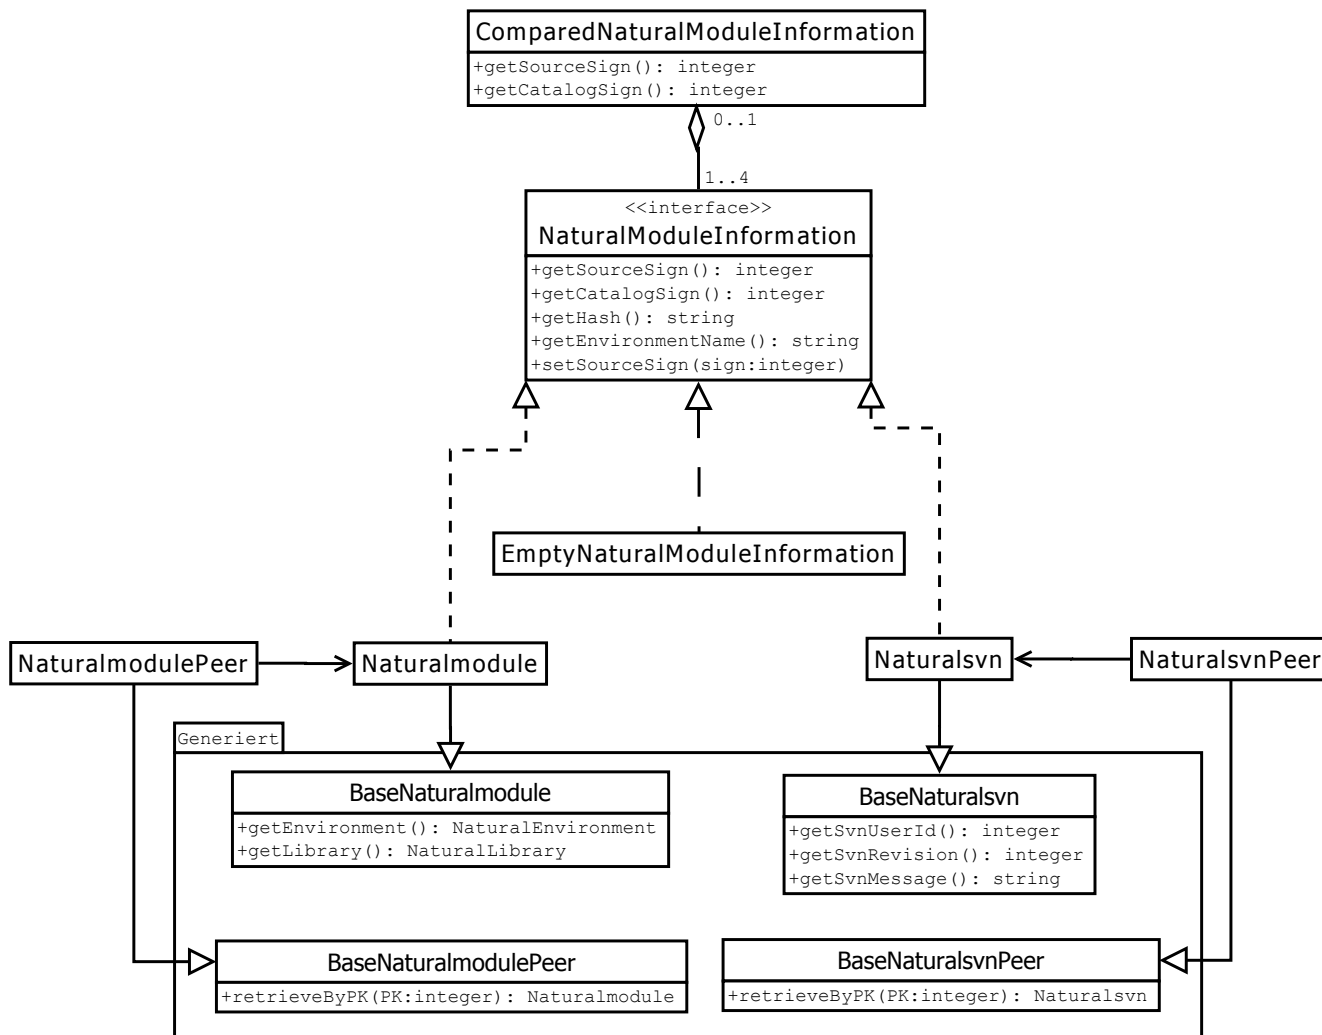 ComparedNaturalModuleInformation
+getSourceSign(): integer
+getCatalogSign(): integer
0..1
1..4
<<interface>>
NaturalModuleInformation
+getSourceSign(): integer
+getCatalogSign(): integer
+getHash(): string
+getEnvironmentName(): string
+setSourceSign(sign:integer)
EmptyNaturalModuleInformation
NaturalmodulePeer
Naturalmodule
Naturalsvn
NaturalsvnPeer
Generiert
BaseNaturalmodule
+getEnvironment(): NaturalEnvironment
+getLibrary(): NaturalLibrary
BaseNaturalsvn
+getSvnUserId(): integer
+getSvnRevision(): integer
+getSvnMessage(): string
BaseNaturalmodulePeer
+retrieveByPK(PK:integer): Naturalmodule
BaseNaturalsvnPeer
+retrieveByPK(PK:integer): Naturalsvn